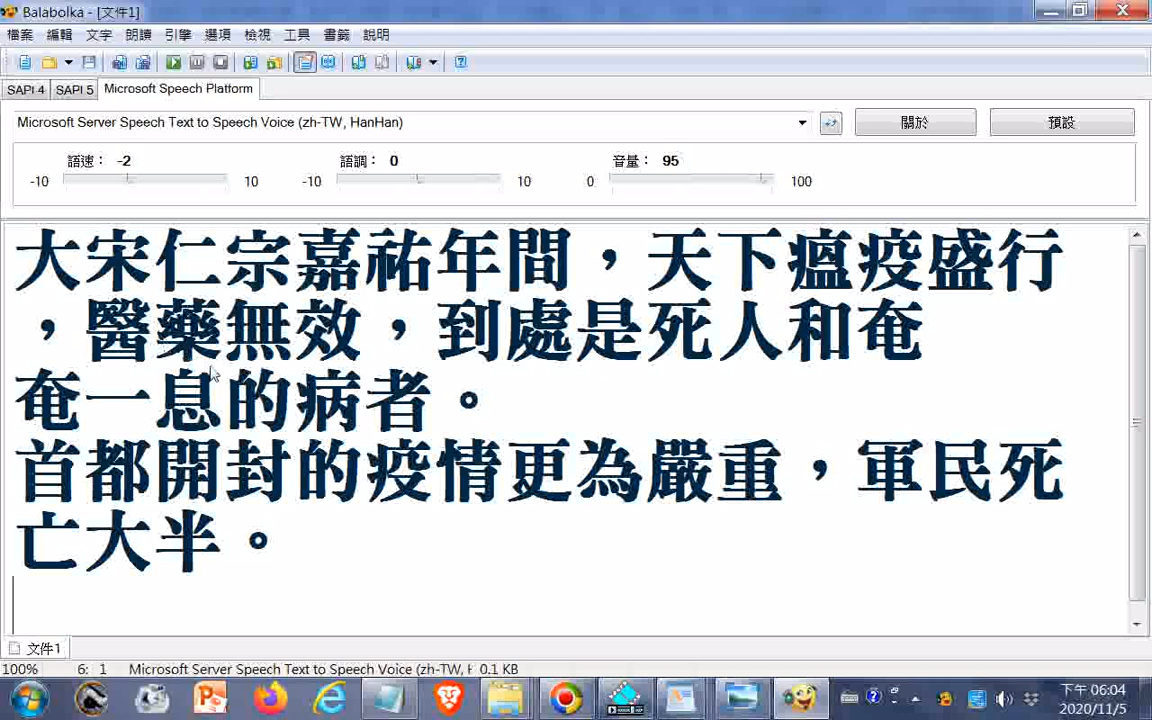 Balabolka - [文件1]
檔案 編輯 文字 朗讀 引擎 選項 檢視 工具 書籤 說明
SAPI 4 SAPI 5 Microsoft Speech Platform
Microsoft Server Speech Text to Speech Voice (zh-TW, HanHan) 關於 預設
語速： -2 語調： 0 音量： 95
-10 10 -10 10 0 100
大宋仁宗嘉祐年間，天下瘟疫盛行
，醫藥無效，到處是死人和奄
奄一息的病者。
首都開封的疫情更為嚴重，軍民死
亡大半。
文件1
100% 6: 1 Microsoft Server Speech Text to Speech Voice (zh-TW, H 0.1 KB
下午 06:04
2020/11/5